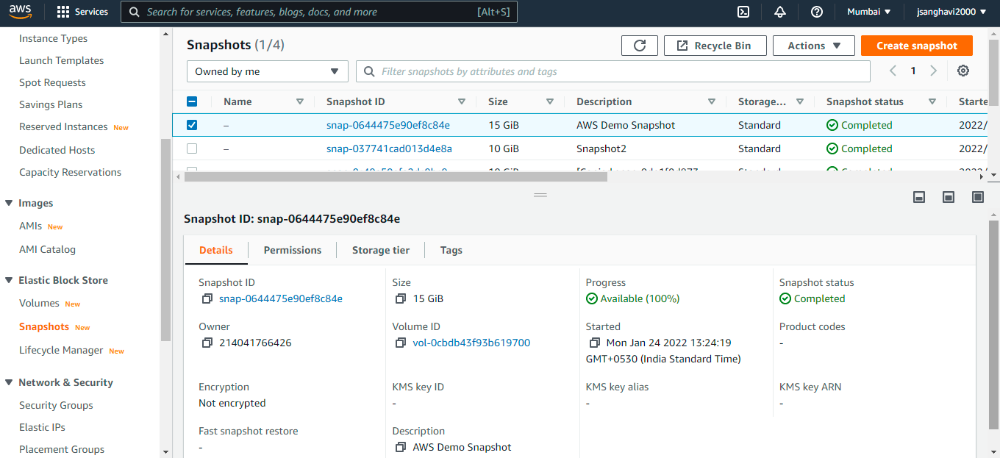 aws Services Search for services, features, blogs, docs, and more [Alt+S] Mumbai ▼ jsanghavi2000 ▼
Instance Types
Launch Templates
Spot Requests
Savings Plans
Reserved Instances New
Dedicated Hosts
Capacity Reservations
Images
AMIs New
AMI Catalog
Elastic Block Store
Volumes New
Snapshots New
Lifecycle Manager New
Network & Security
Security Groups
Elastic IPs
Placement Groups
Snapshots (1/4) Recycle Bin Actions ▼ Create snapshot
Owned by me ▼ Filter snapshots by attributes and tags 1
Name Snapshot ID Size Description Storage... Snapshot status Starte
– snap-0644475e90ef8c84e 15 GiB AWS Demo Snapshot Standard Completed 2022/
– snap-037741cad013d4e8a 10 GiB Snapshot2 Standard Completed 2022/
Snapshot ID: snap-0644475e90ef8c84e
Details Permissions Storage tier Tags
Snapshot ID Size Progress Snapshot status
snap-0644475e90ef8c84e 15 GiB Available (100%) Completed
Owner Volume ID Started Product codes
214041766426 vol-0cbdb43f93b619700 Mon Jan 24 2022 13:24:19 -
GMT+0530 (India Standard Time)
Encryption KMS key ID KMS key alias KMS key ARN
Not encrypted - - -
Fast snapshot restore Description
- AWS Demo Snapshot